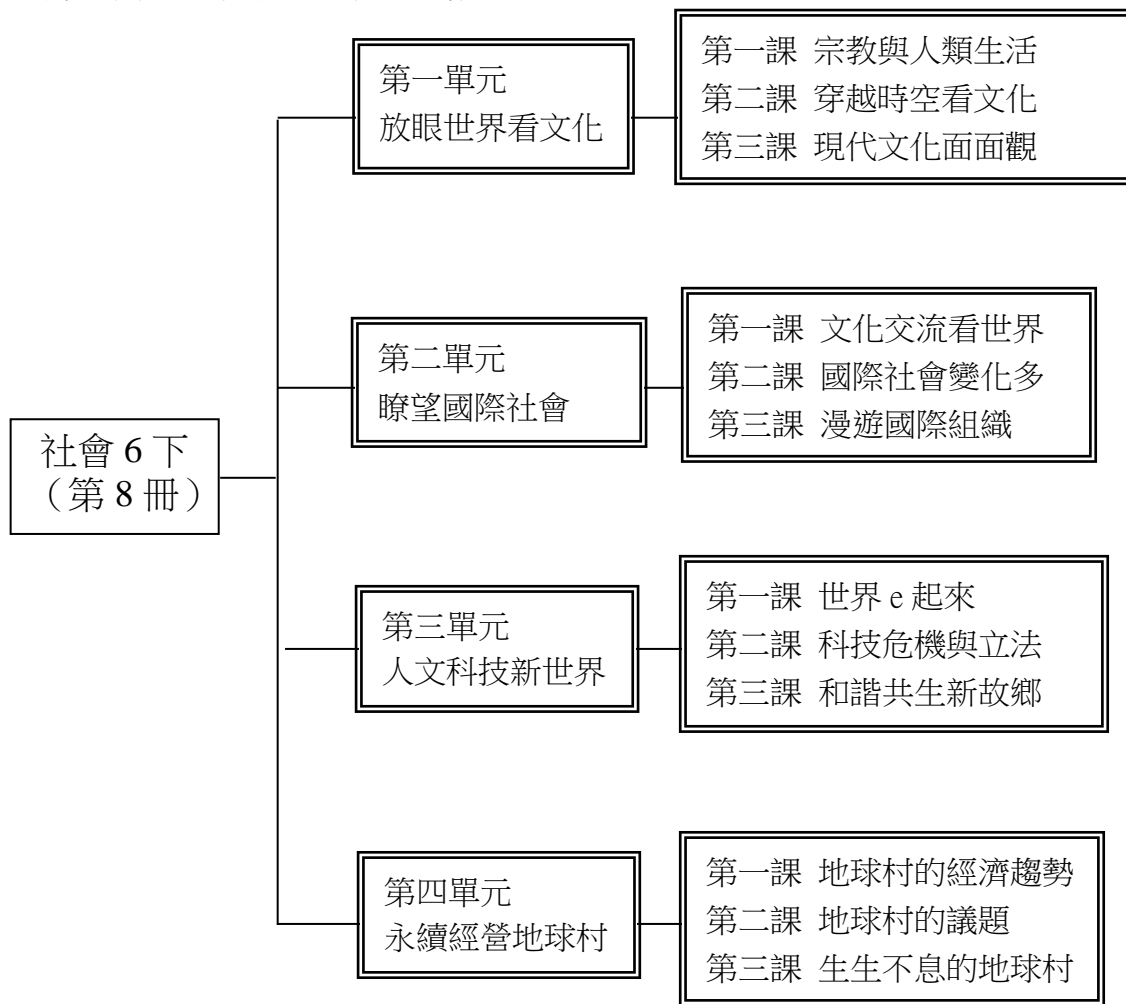 社會 6 下
（第 8 冊）
第一單元
放眼世界看文化
第一課 宗教與人類生活
第二課 穿越時空看文化
第三課 現代文化面面觀
第二單元
瞭望國際社會
第一課 文化交流看世界
第二課 國際社會變化多
第三課 漫遊國際組織
第三單元
人文科技新世界
第一課 世界 e 起來
第二課 科技危機與立法
第三課 和諧共生新故鄉
第四單元
永續經營地球村
第一課 地球村的經濟趨勢
第二課 地球村的議題
第三課 生生不息的地球村